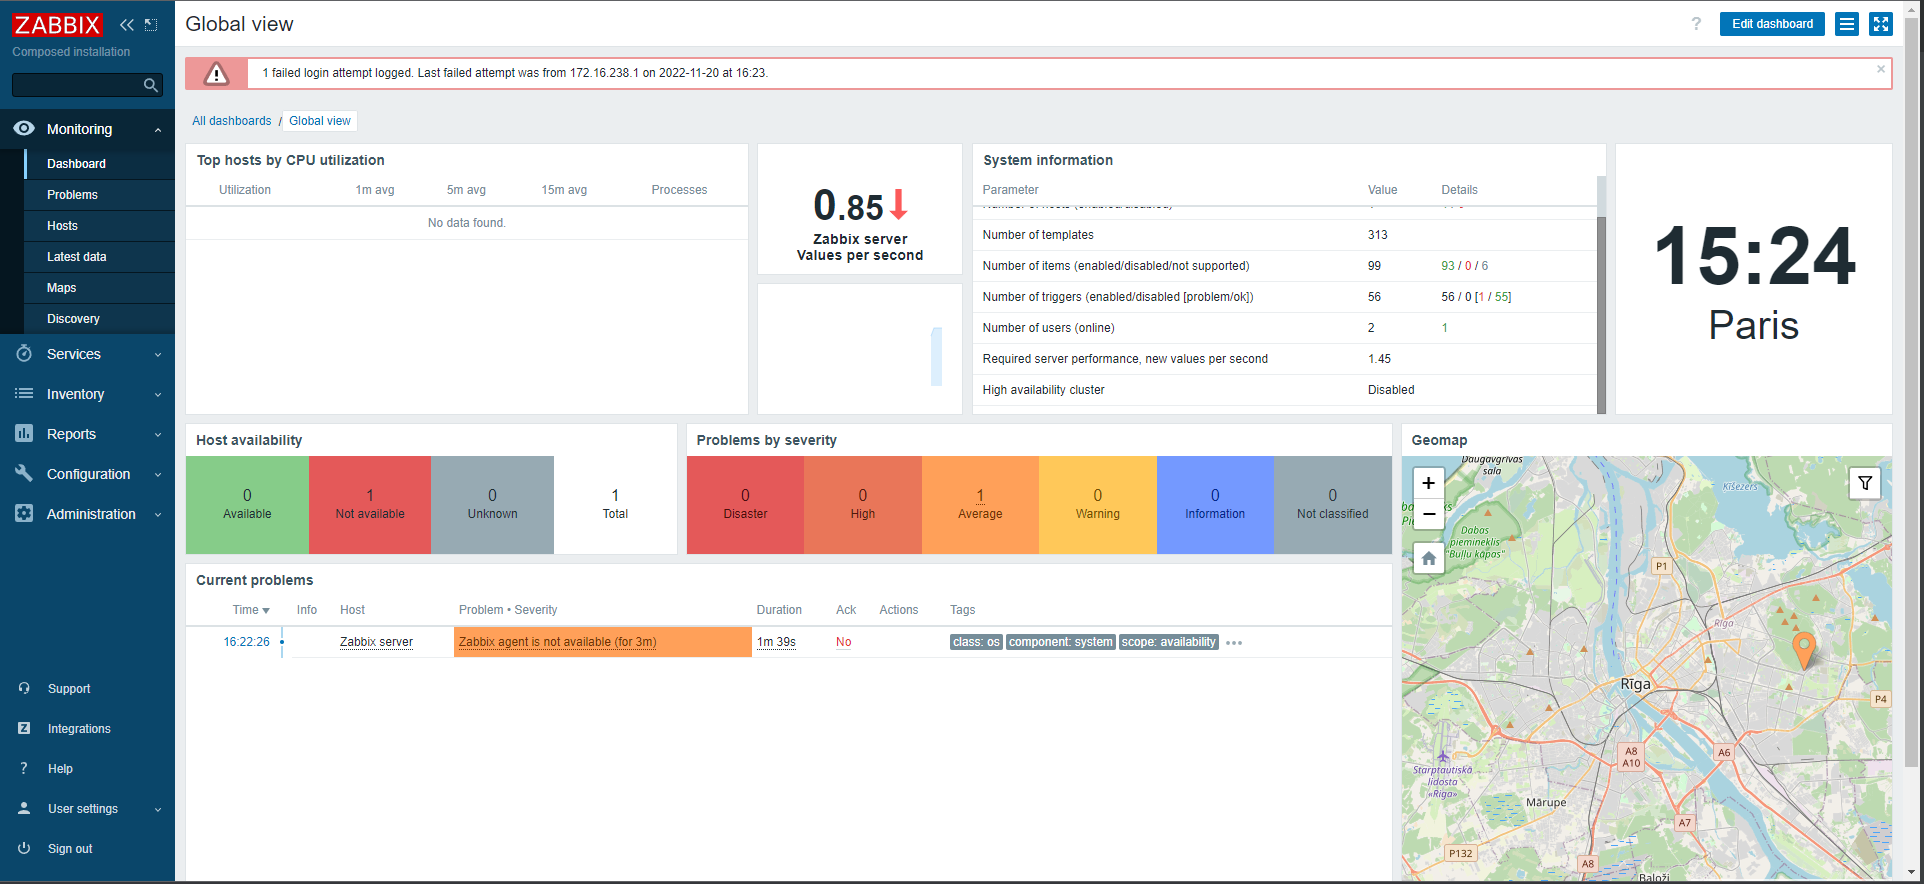 ZABBIX
Composed installation
Monitoring
Dashboard
Problems
Hosts
Latest data
Maps
Discovery
Services
Inventory
Reports
Configuration
Administration
Support
Integrations
Help
User settings
Sign out
Global view
? Edit dashboard
1 failed login attempt logged. Last failed attempt was from 172.16.238.1 on 2022-11-20 at 16:23.
All dashboards / Global view
Top hosts by CPU utilization
Utilization 1m avg 5m avg 15m avg Processes
No data found.
0.85
Zabbix server
Values per second
System information
Parameter Value Details
Number of hosts (enabled/disabled)
Number of templates 313
Number of items (enabled/disabled/not supported) 99 93 / 0 / 6
Number of triggers (enabled/disabled [problem/ok]) 56 56 / 0 [1 / 55]
Number of users (online) 2 1
Required server performance, new values per second 1.45
High availability cluster Disabled
15:24
Paris
Host availability
0 1 0 1
Available Not available Unknown Total
Problems by severity
0 0 1 0 0 0
Disaster High Average Warning Information Not classified
Current problems
Time Info Host Problem • Severity Duration Ack Actions Tags
16:22:26 Zabbix server Zabbix agent is not available (for 3m) 1m 39s No class: os component: system scope: availability
Geomap
Daugavgrīvas
sala
Ķīšezers
+
−
Dabas
piemineklis
"Buļļu kāpas"
P1
Rīga
Rīga
P4
A8
A10
A6
Starptautiskā
lidosta
«Rīga»
Mārupe
A7
P132
A8
Baloži